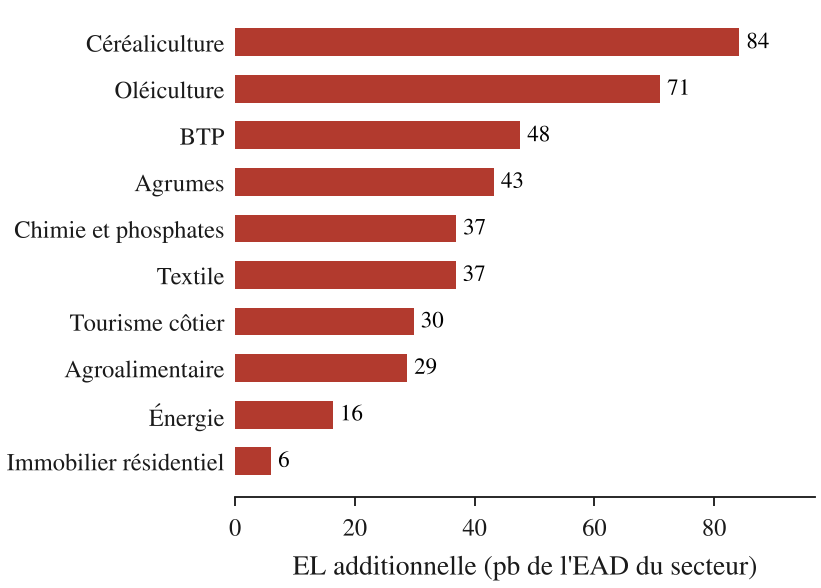 Céréaliculture 84
Oléiculture 71
BTP 48
Agrumes 43
Chimie et phosphates 37
Textile 37
Tourisme côtier 30
Agroalimentaire 29
Énergie 16
Immobilier résidentiel 6
0 20 40 60 80
EL additionnelle (pb de l'EAD du secteur)